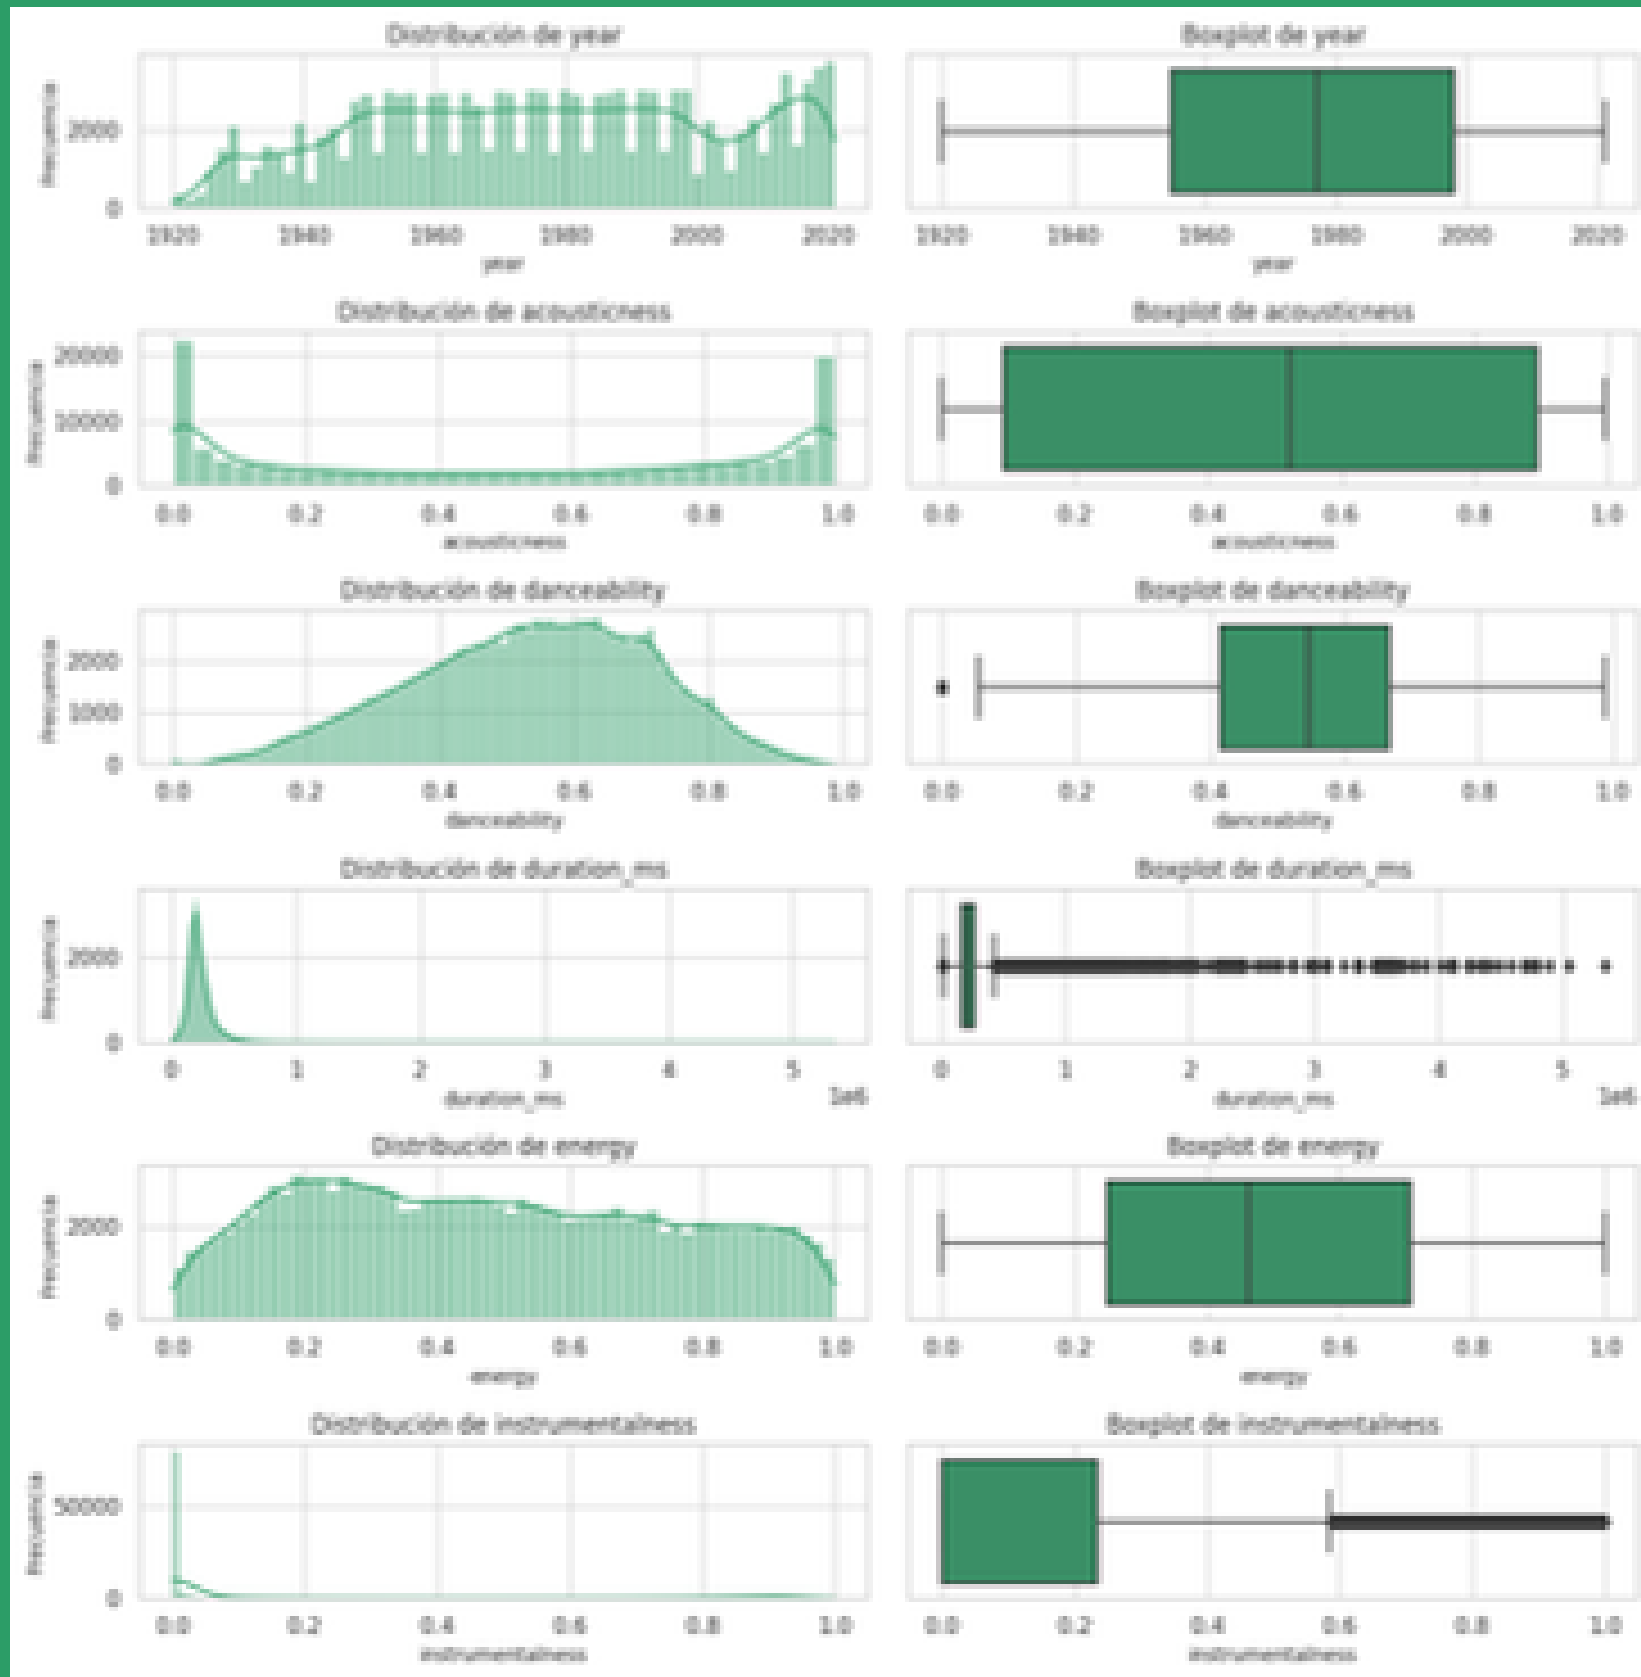 Distribución de year
Boxplot de year
Frecuencia
2000
0
1920 1940 1960 1980 2000 2020
year
1920 1940 1960 1980 2000 2020
year
Distribución de acousticness
Boxplot de acousticness
Frecuencia
20000
10000
0
0.0 0.2 0.4 0.6 0.8 1.0
acousticness
0.0 0.2 0.4 0.6 0.8 1.0
acousticness
Distribución de danceability
Boxplot de danceability
Frecuencia
2000
1000
0
0.0 0.2 0.4 0.6 0.8 1.0
danceability
0.0 0.2 0.4 0.6 0.8 1.0
danceability
Distribución de duration_ms
Boxplot de duration_ms
Frecuencia
2000
0
0 1 2 3 4 5
1e6
duration_ms
0 1 2 3 4 5
1e6
duration_ms
Distribución de energy
Boxplot de energy
Frecuencia
2000
0
0.0 0.2 0.4 0.6 0.8 1.0
energy
0.0 0.2 0.4 0.6 0.8 1.0
energy
Distribución de instrumentalness
Boxplot de instrumentalness
Frecuencia
50000
0
0.0 0.2 0.4 0.6 0.8 1.0
instrumentalness
0.0 0.2 0.4 0.6 0.8 1.0
instrumentalness